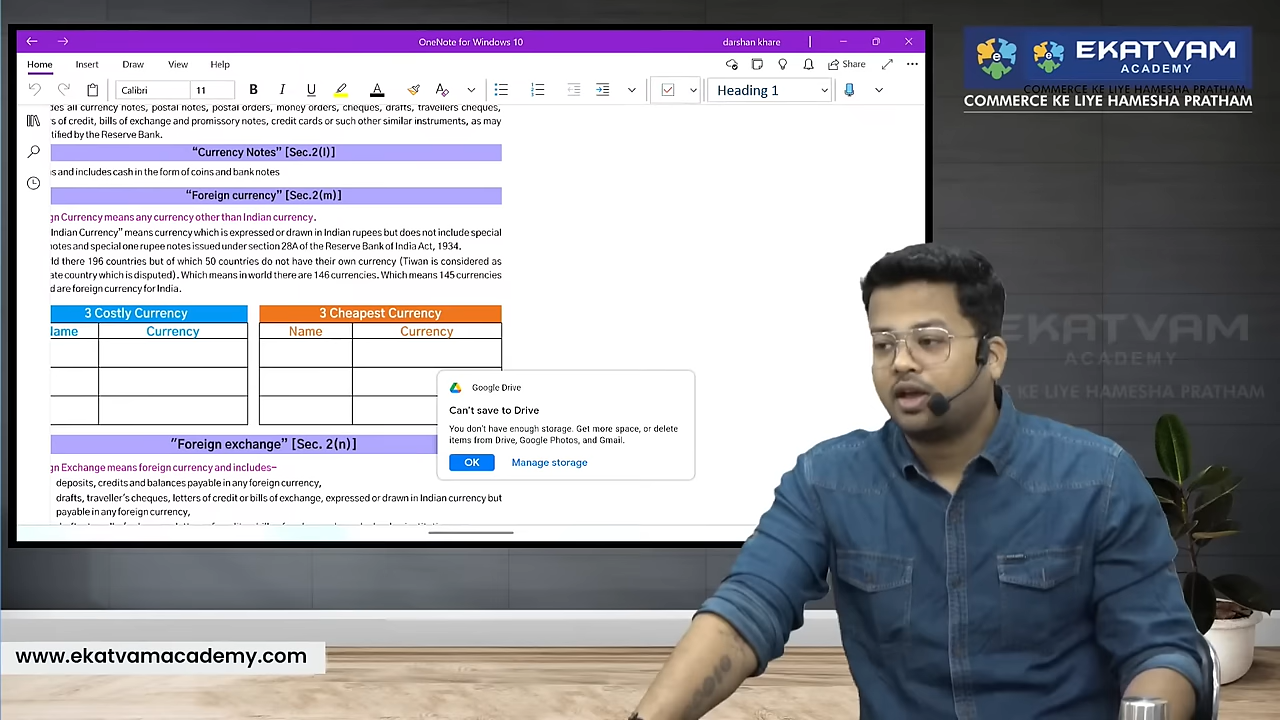 OneNote for Windows 10
darshan khare
Home Insert Draw View Help
Share
Calibri 11 B I U A Heading 1
all currency notes, postal notes, postal orders, money orders, cheques, drafts, travellers cheques,
s of credit, bills of exchange and promissory notes, credit cards or such other similar instruments, as may
tified by the Reserve Bank.
“Currency Notes” [Sec.2(l)]
s and includes cash in the form of coins and bank notes
“Foreign currency” [Sec.2(m)]
gn Currency means any currency other than Indian currency.
Indian Currency” means currency which is expressed or drawn in Indian rupees but does not include special
notes and special one rupee notes issued under section 28A of the Reserve Bank of India Act, 1934.
ld there 196 countries but of which 50 countries do not have their own currency (Tiwan is considered as
ate country which is disputed). Which means in world there are 146 currencies. Which means 145 currencies
d are foreign currency for India.
3 Costly Currency
Name Currency
3 Cheapest Currency
Name Currency
“Foreign exchange” [Sec. 2(n)]
gn Exchange means foreign currency and includes–
deposits, credits and balances payable in any foreign currency,
drafts, traveller’s cheques, letters of credit or bills of exchange, expressed or drawn in Indian currency but
payable in any foreign currency,
Google Drive
Can't save to Drive
You don't have enough storage. Get more space, or delete
items from Drive, Google Photos, and Gmail.
OK Manage storage
EKATVAM
ACADEMY
COMMERCE KE LIYE HAMESHA PRATHAM
EKATVAM
ACADEMY
KE LIYE HAMESHA PRATHAM
www.ekatvamacademy.com